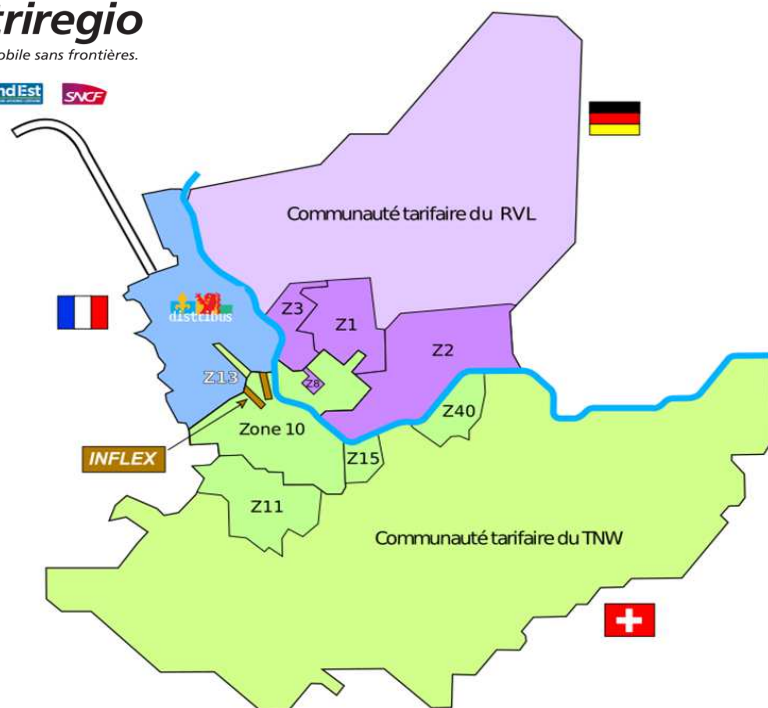 triregio
mobile sans frontières.
ndEst
SNCF
Communauté tarifaire du RVL
distribus
Z3
Z1
Z2
Z13
Z8
Z40
Zone 10
INFLEX
Z15
Z11
Communauté tarifaire du TNW